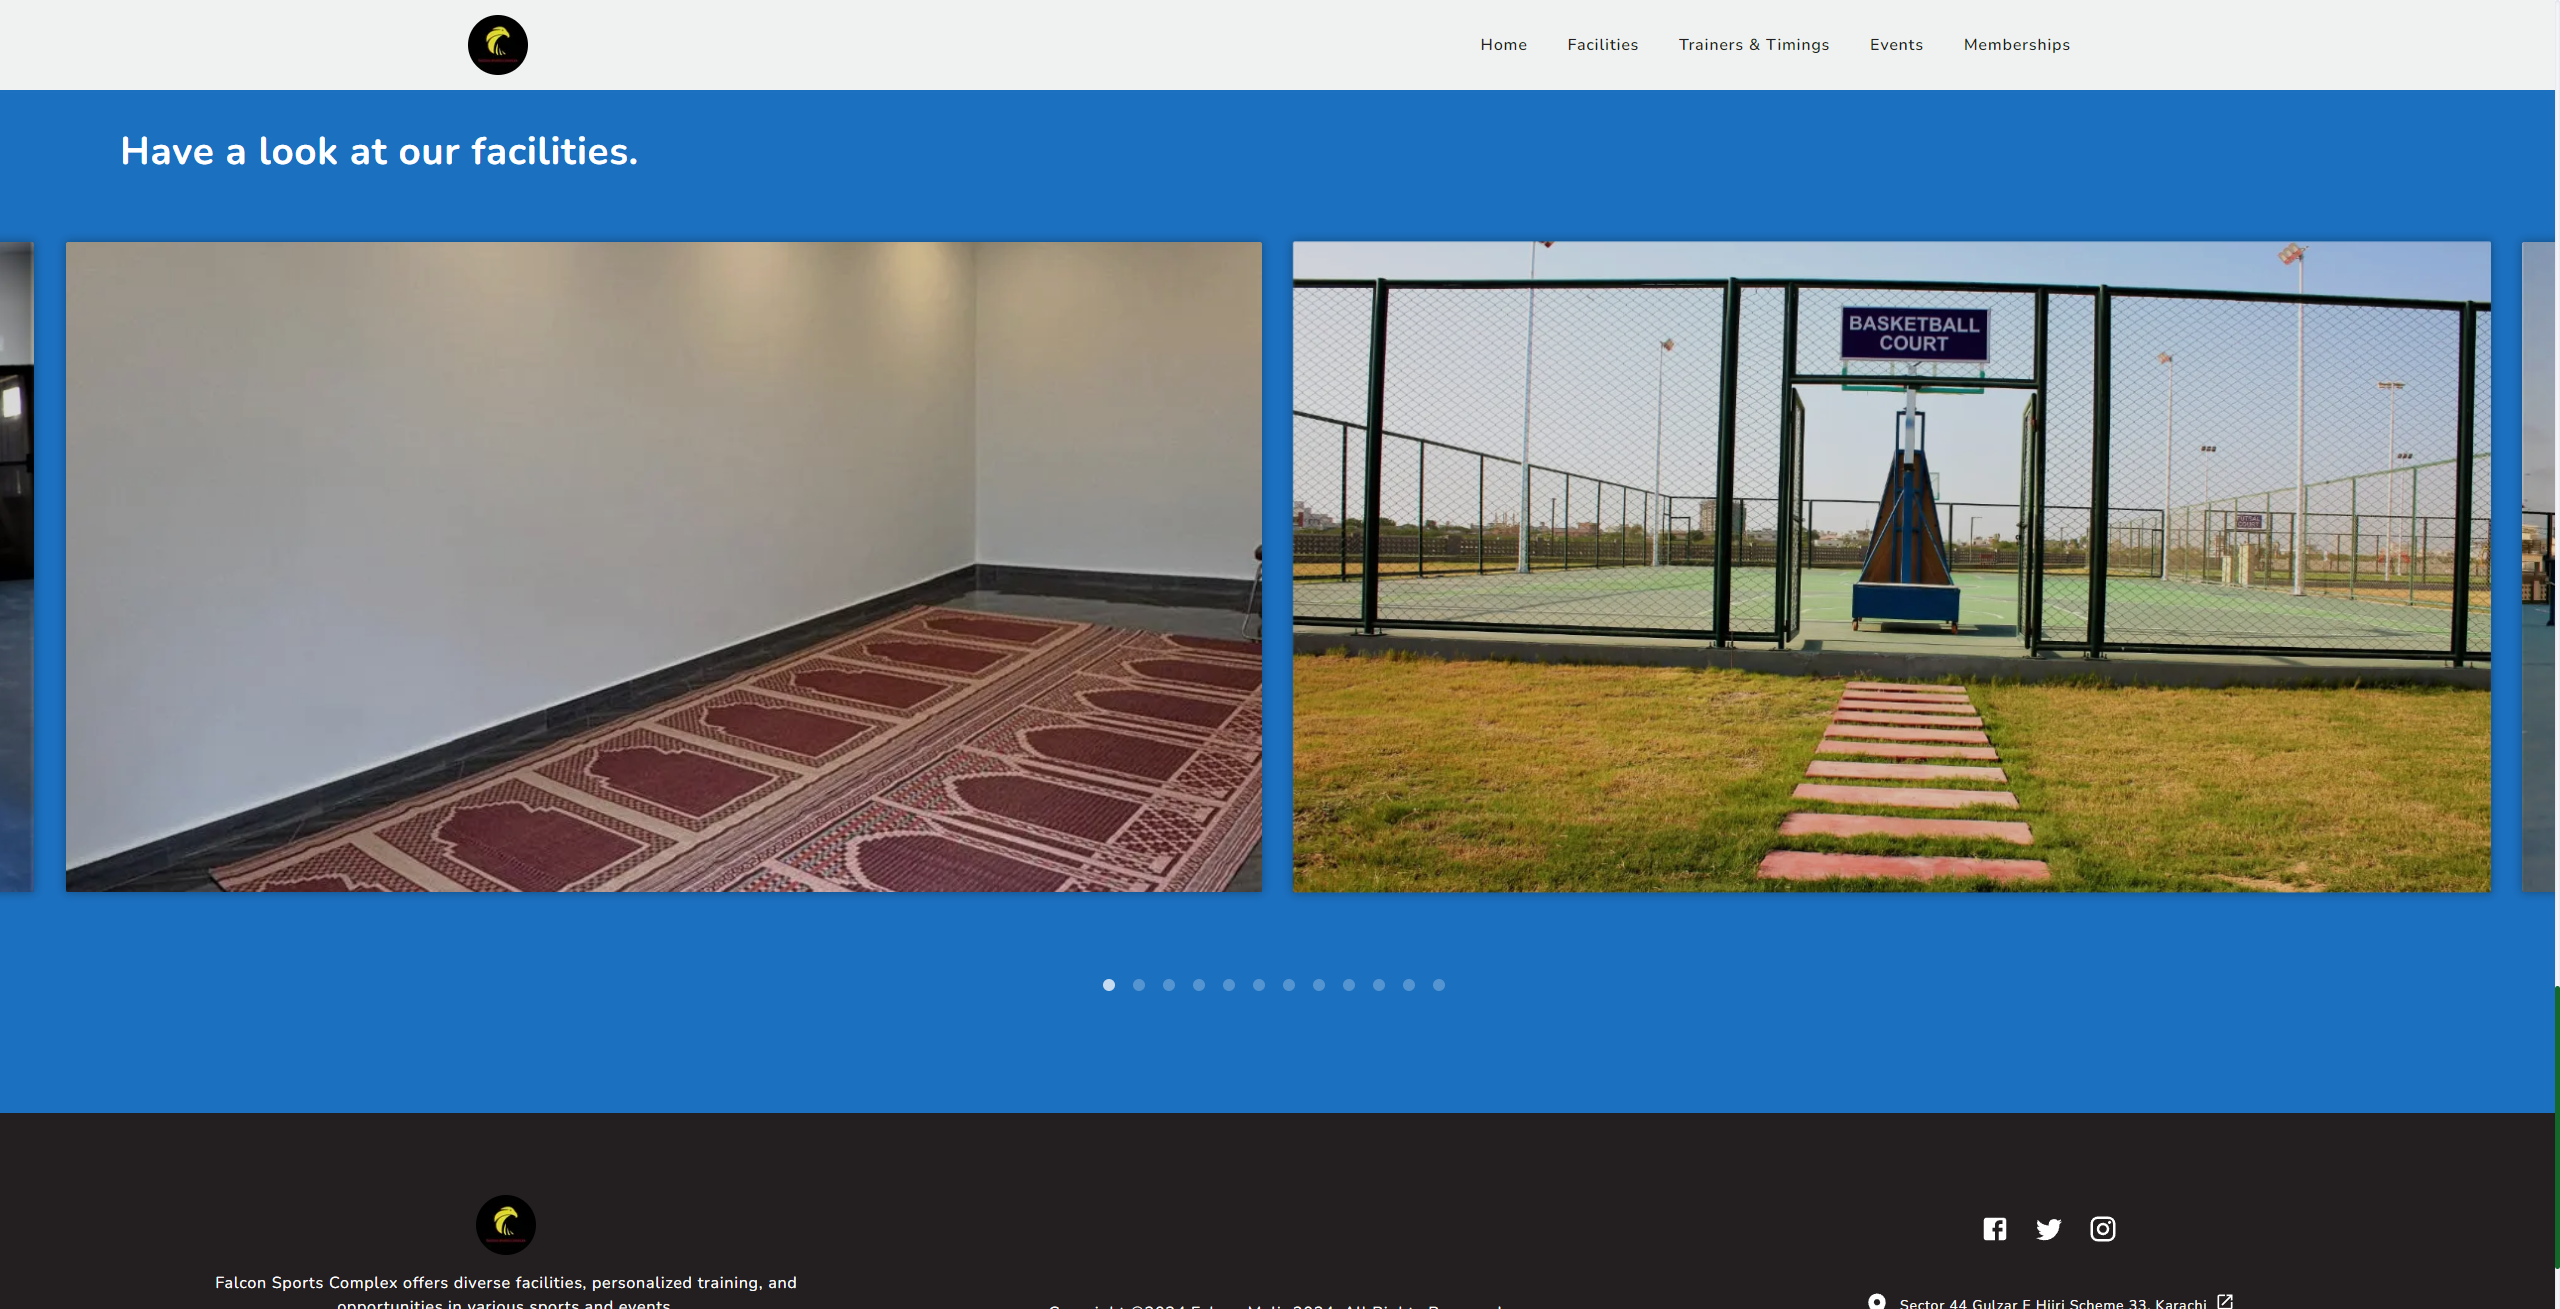 Home Facilities Trainers & Timings Events Memberships
Have a look at our facilities.
BASKETBALL
COURT
Falcon Sports Complex offers diverse facilities, personalized training, and
opportunities in various sports and events.
Sector 44 Gulzar E Hijri Scheme 33, Karachi